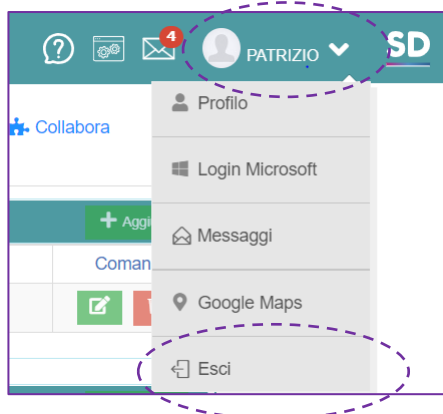 4
PATRIZIO
SD
Profilo
Collabora
Login Microsoft
Aggi
Messaggi
Coman
Google Maps
Esci